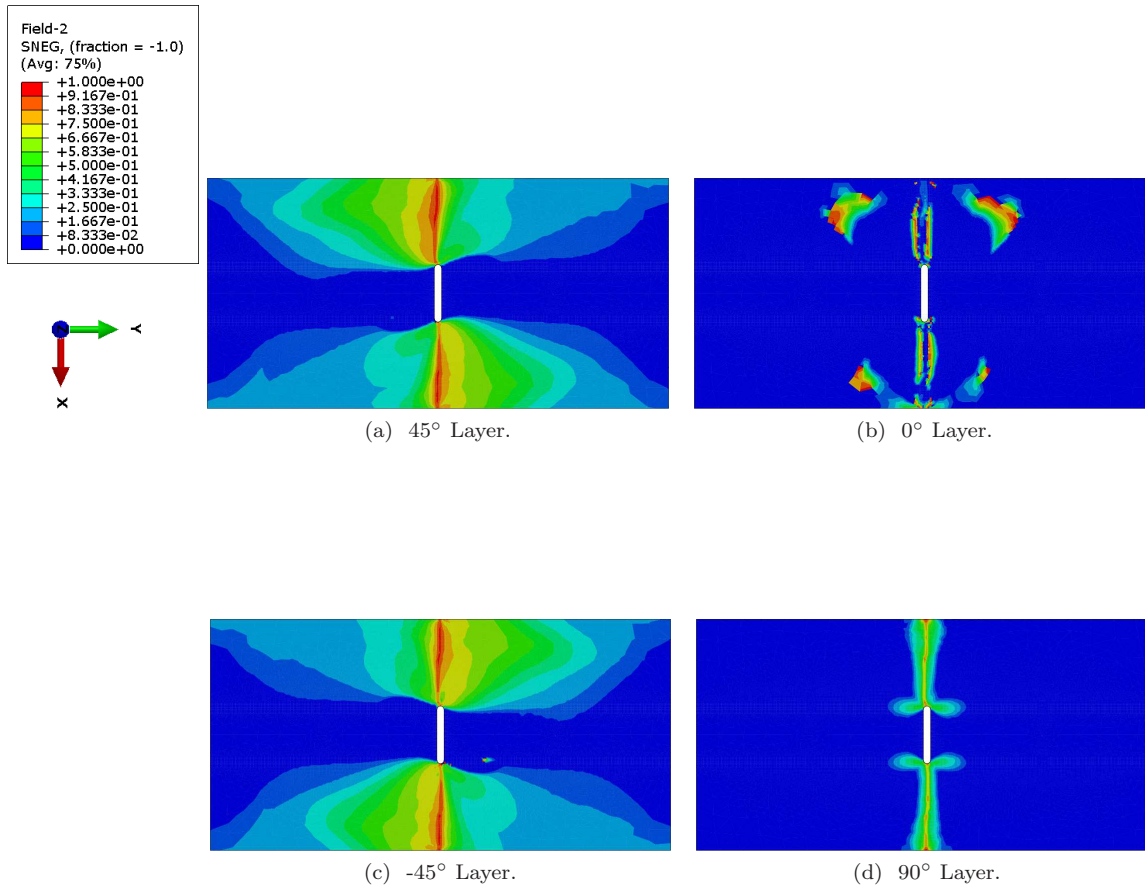 Field-2
SNEG, (fraction = -1.0)
(Avg: 75%)
+1.000e+00
+9.167e-01
+8.333e-01
+7.500e-01
+6.667e-01
+5.833e-01
+5.000e-01
+4.167e-01
+3.333e-01
+2.500e-01
+1.667e-01
+8.333e-02
+0.000e+00
Z
Y
X
(a) 45° Layer.
(b) 0° Layer.
(c) -45° Layer.
(d) 90° Layer.